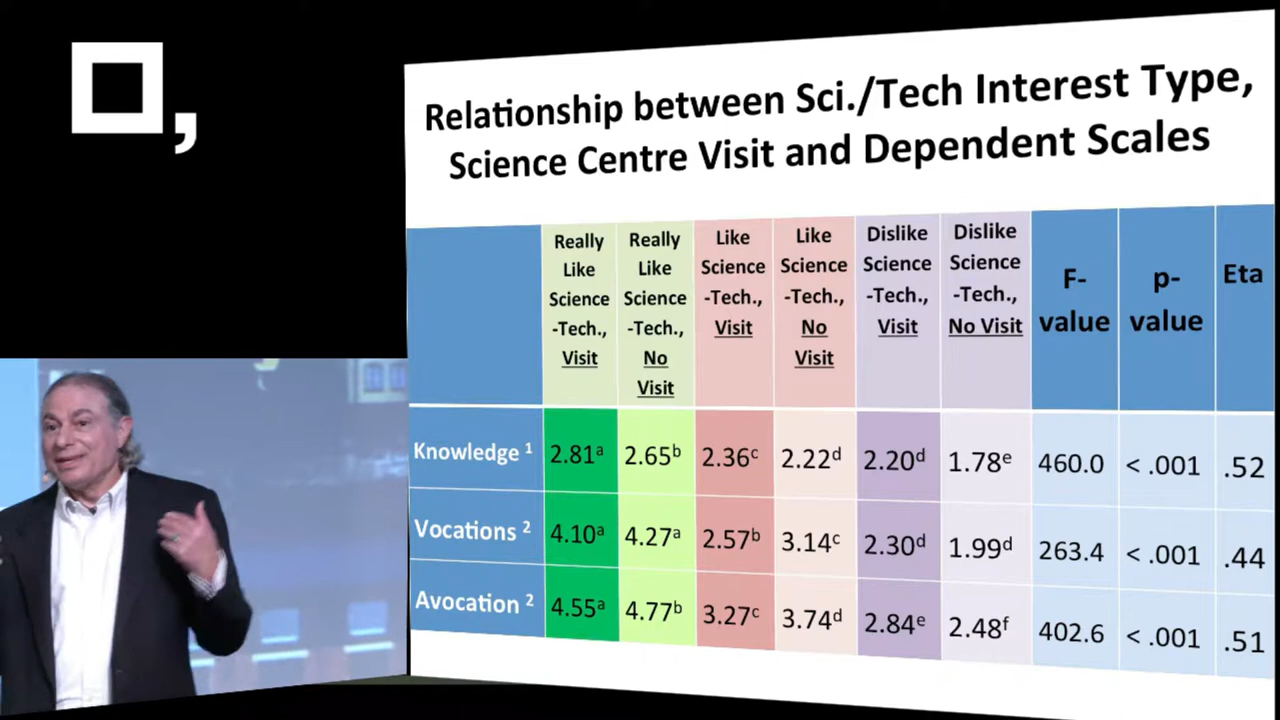 Relationship between Sci./Tech Interest Type,
Science Centre Visit and Dependent Scales
Really Like Science -Tech., Visit
Really Like Science -Tech., No Visit
Like Science -Tech., Visit
Like Science -Tech., No Visit
Dislike Science -Tech., Visit
Dislike Science -Tech., No Visit
F-value
p-value
Eta
Knowledge ¹ 2.81ᵃ 2.65ᵇ 2.36ᶜ 2.22ᵈ 2.20ᵈ 1.78ᵉ 460.0 < .001 .52
Vocations ² 4.10ᵃ 4.27ᵃ 2.57ᵇ 3.14ᶜ 2.30ᵈ 1.99ᵈ 263.4 < .001 .44
Avocation ² 4.55ᵃ 4.77ᵇ 3.27ᶜ 3.74ᵈ 2.84ᵉ 2.48ᶠ 402.6 < .001 .51